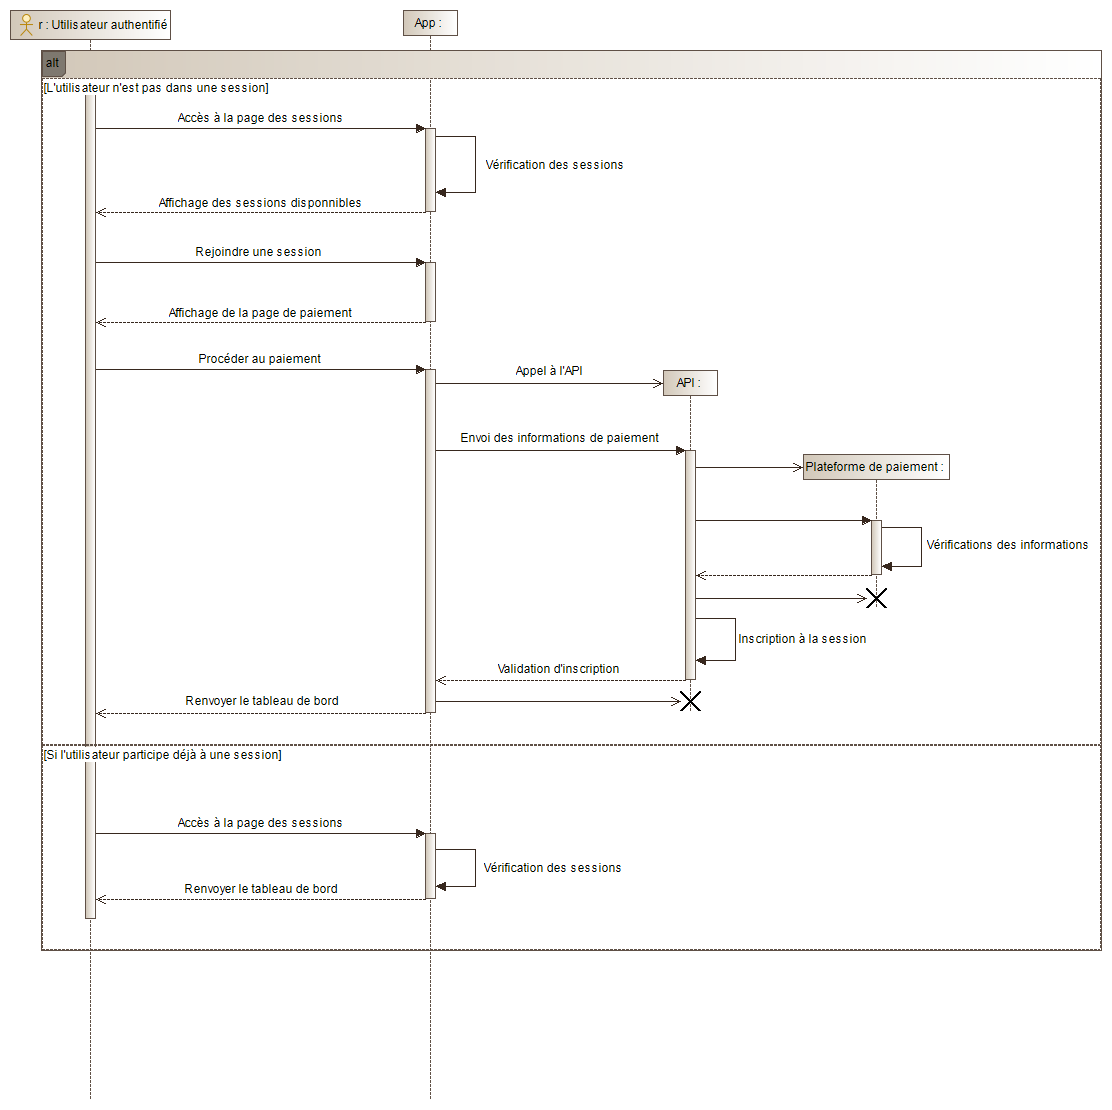 r : Utilisateur authentifié
App :
alt
[L'utilisateur n'est pas dans une session]
Accès à la page des sessions
Vérification des sessions
Affichage des sessions disponnibles
Rejoindre une session
Affichage de la page de paiement
Procéder au paiement
Appel à l'API
API :
Envoi des informations de paiement
Plateforme de paiement :
Vérifications des informations
Inscription à la session
Validation d'inscription
Renvoyer le tableau de bord
[Si l'utilisateur participe déjà à une session]
Accès à la page des sessions
Vérification des sessions
Renvoyer le tableau de bord